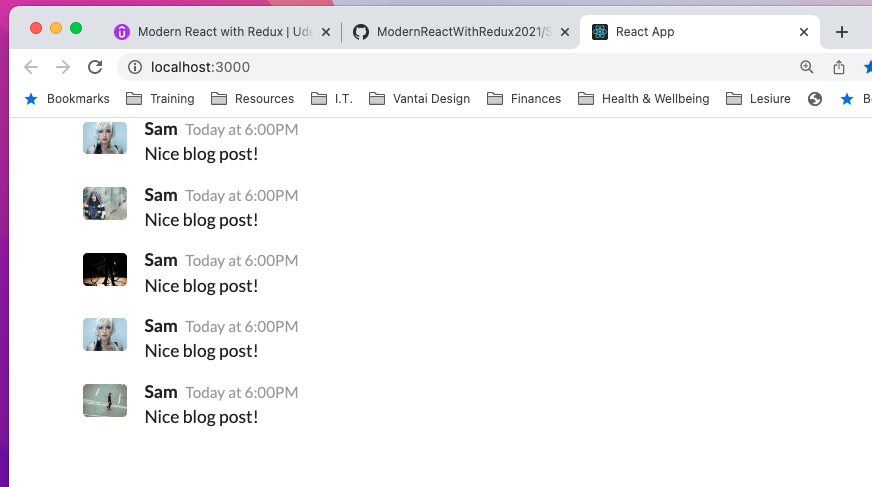 Modern React with Redux | Ude
ModernReactWithRedux2021/S
React App
localhost:3000
Bookmarks
Training
Resources
I.T.
Vantai Design
Finances
Health & Wellbeing
Lesiure
Sam Today at 6:00PM
Nice blog post!
Sam Today at 6:00PM
Nice blog post!
Sam Today at 6:00PM
Nice blog post!
Sam Today at 6:00PM
Nice blog post!
Sam Today at 6:00PM
Nice blog post!